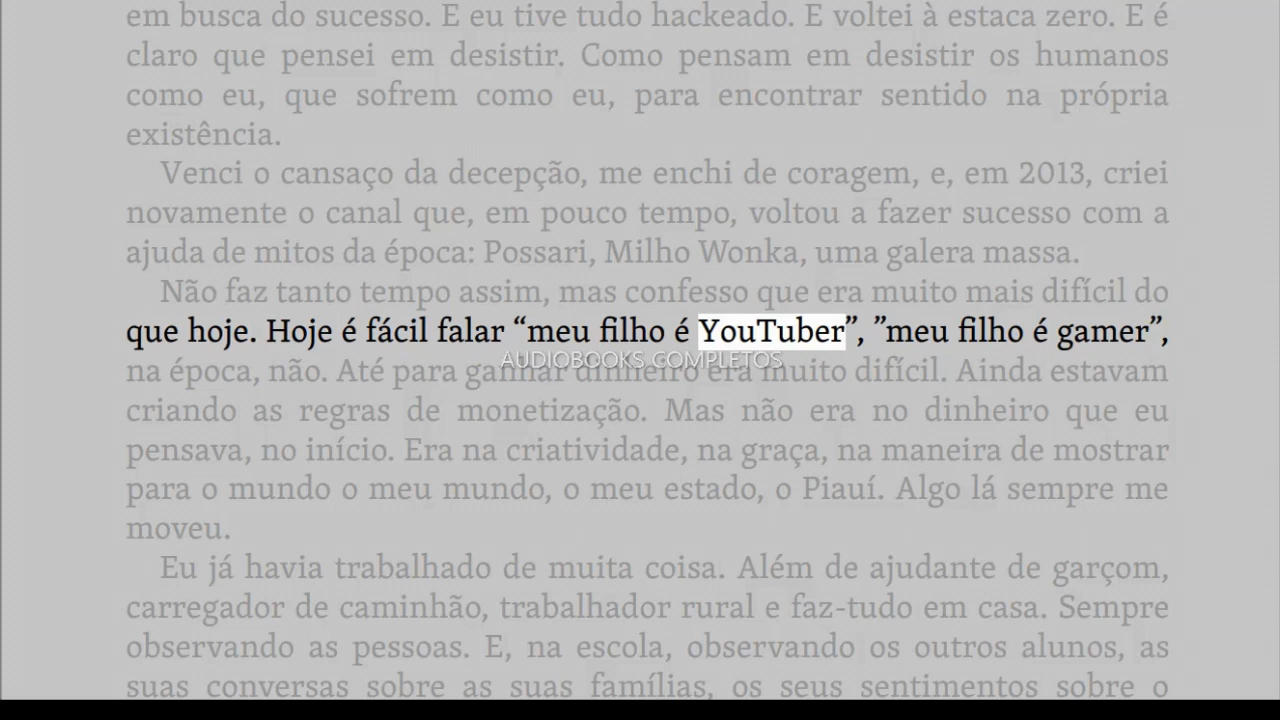 em busca do sucesso. E eu tive tudo hackeado. E voltei à estaca zero. E é
claro que pensei em desistir. Como pensam em desistir os humanos
como eu, que sofrem como eu, para encontrar sentido na própria
existência.
Venci o cansaço da decepção, me enchi de coragem, e, em 2013, criei
novamente o canal que, em pouco tempo, voltou a fazer sucesso com a
ajuda de mitos da época: Possari, Milho Wonka, uma galera massa.
Não faz tanto tempo assim, mas confesso que era muito mais difícil do
que hoje. Hoje é fácil falar “meu filho é YouTuber”, ”meu filho é gamer”,
AUDIOBOOKS COMPLETOS
na época, não. Até para ganhar dinheiro era muito difícil. Ainda estavam
criando as regras de monetização. Mas não era no dinheiro que eu
pensava, no início. Era na criatividade, na graça, na maneira de mostrar
para o mundo o meu mundo, o meu estado, o Piauí. Algo lá sempre me
moveu.
Eu já havia trabalhado de muita coisa. Além de ajudante de garçom,
carregador de caminhão, trabalhador rural e faz-tudo em casa. Sempre
observando as pessoas. E, na escola, observando os outros alunos, as
suas conversas sobre as suas famílias, os seus sentimentos sobre o